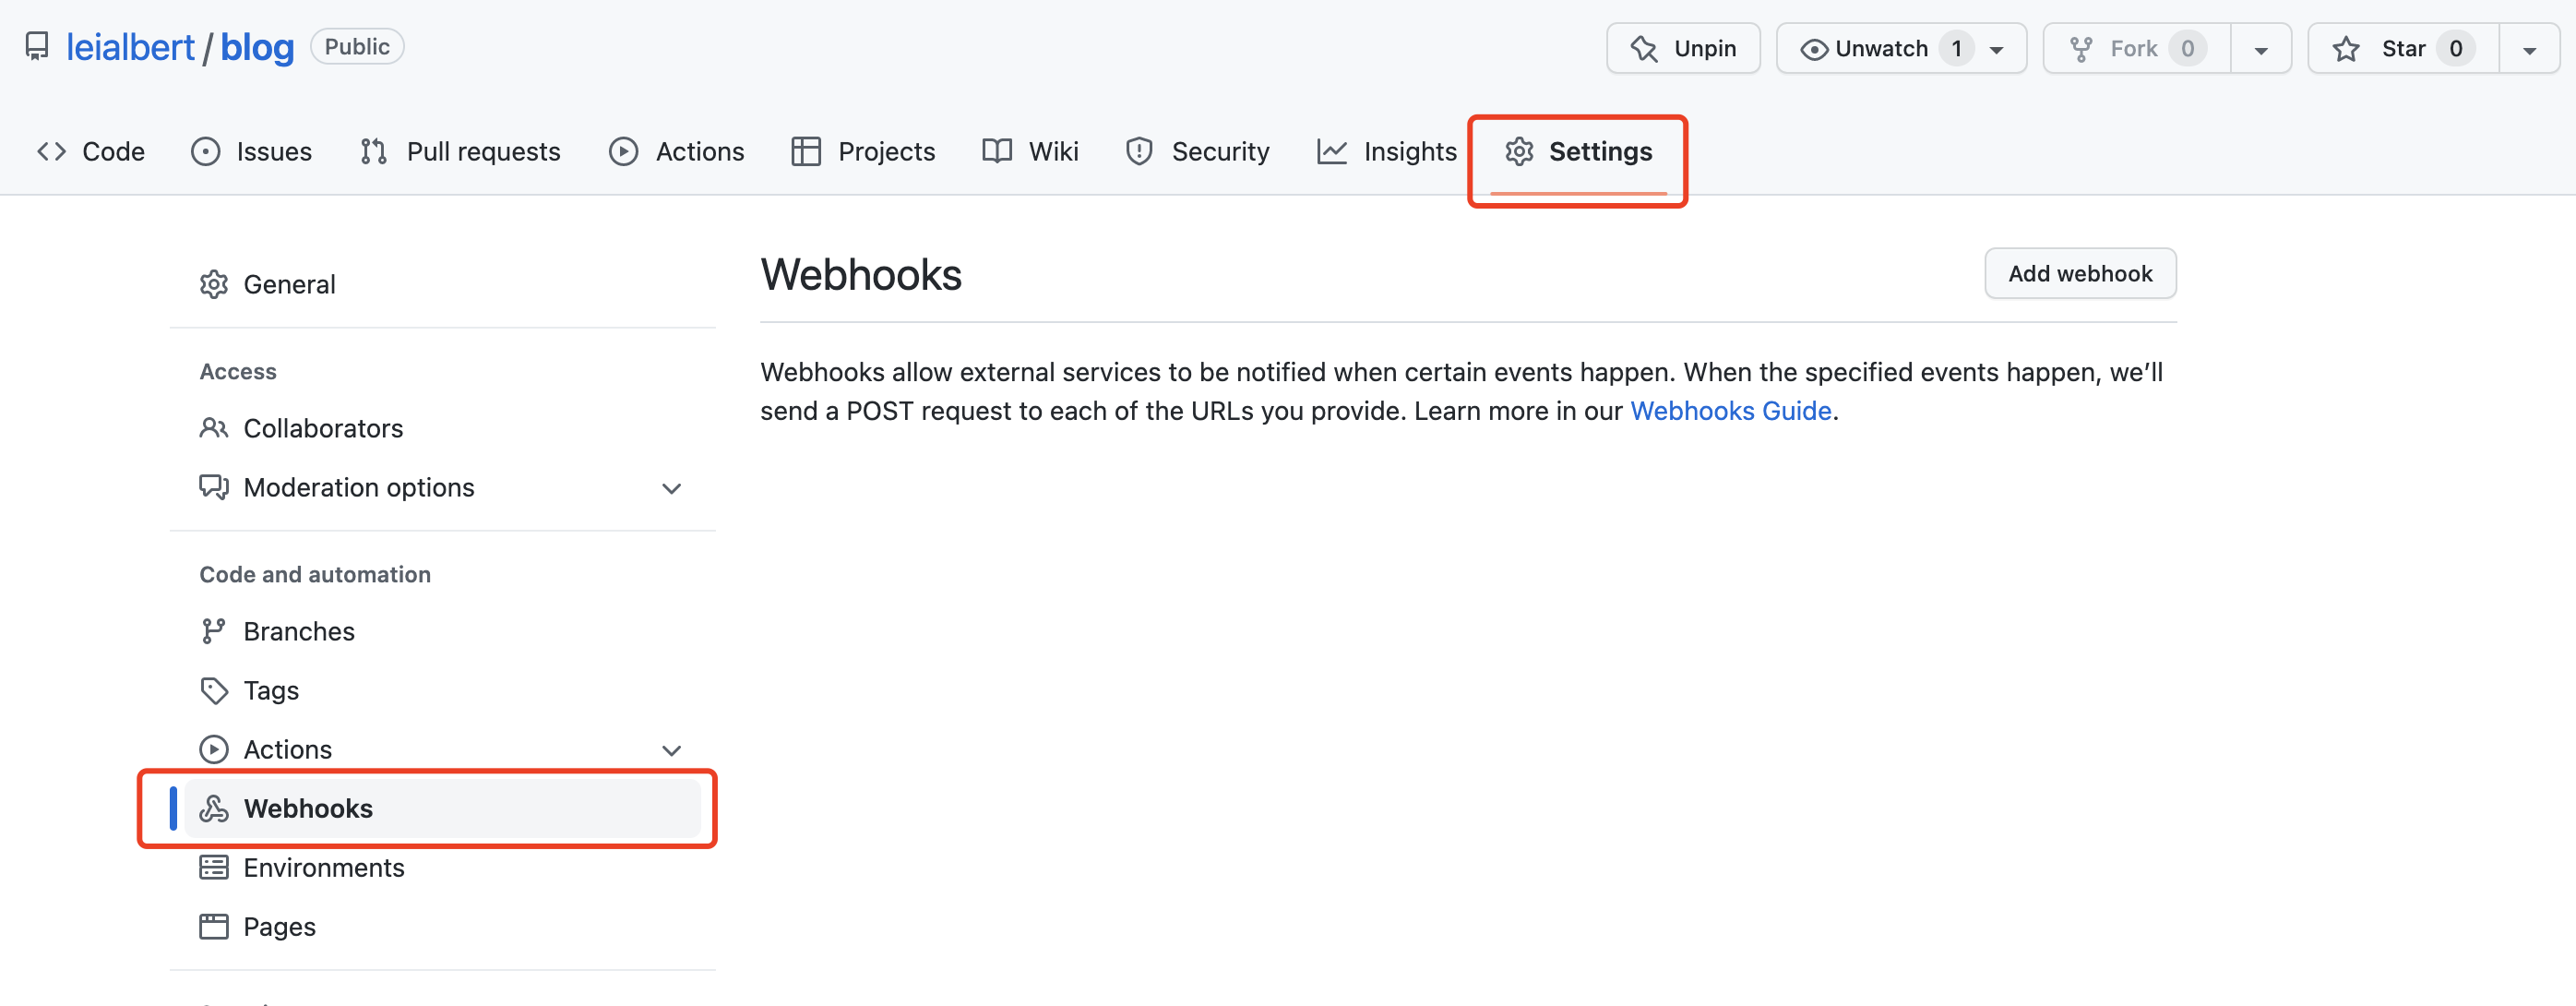 leialbert / blog Public Unpin Unwatch 1 Fork 0 Star 0
Code Issues Pull requests Actions Projects Wiki Security Insights Settings
General
Access
Collaborators
Moderation options
Code and automation
Branches
Tags
Actions
Webhooks
Environments
Pages
Webhooks Add webhook
Webhooks allow external services to be notified when certain events happen. When the specified events happen, we’ll
send a POST request to each of the URLs you provide. Learn more in our Webhooks Guide.